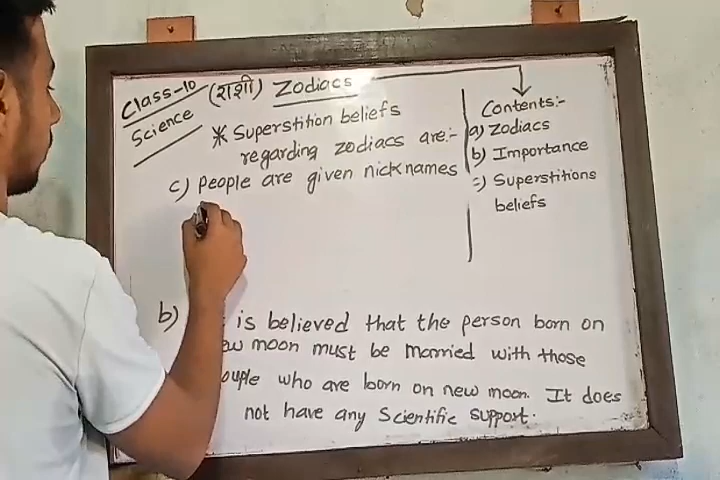 Class-10
Science
(राशी) Zodiacs
* Superstition beliefs
regarding zodiacs are:-
c) People are given nicknames
b) is believed that the person born on
moon must be married with those
who are born on new moon. It does
not have any Scientific support.
Contents:-
a) Zodiacs
b) Importance
c) Superstitions
beliefs